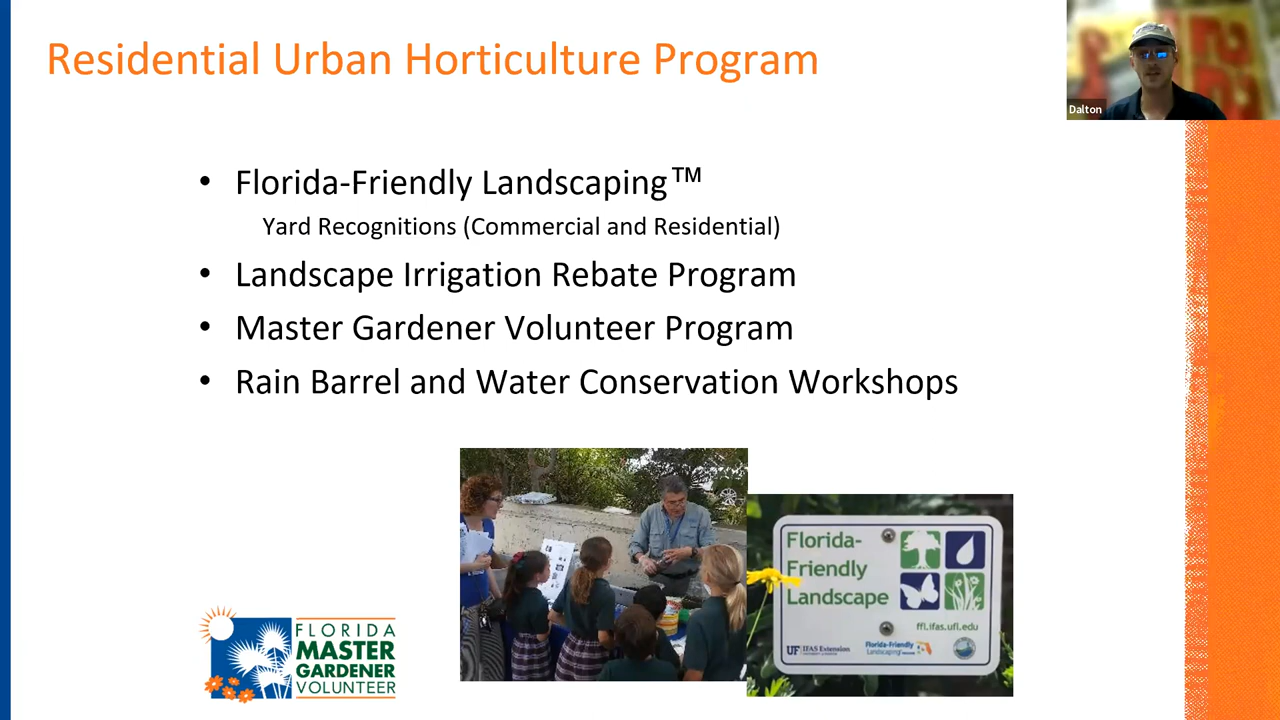 Residential Urban Horticulture Program
Dalton
• Florida-Friendly Landscaping™
Yard Recognitions (Commercial and Residential)
• Landscape Irrigation Rebate Program
• Master Gardener Volunteer Program
• Rain Barrel and Water Conservation Workshops
Florida-
Friendly
Landscape
ffl.ifas.ufl.edu
UF IFAS Extension
Florida-Friendly
Landscaping
FLORIDA
MASTER
GARDENER
VOLUNTEER